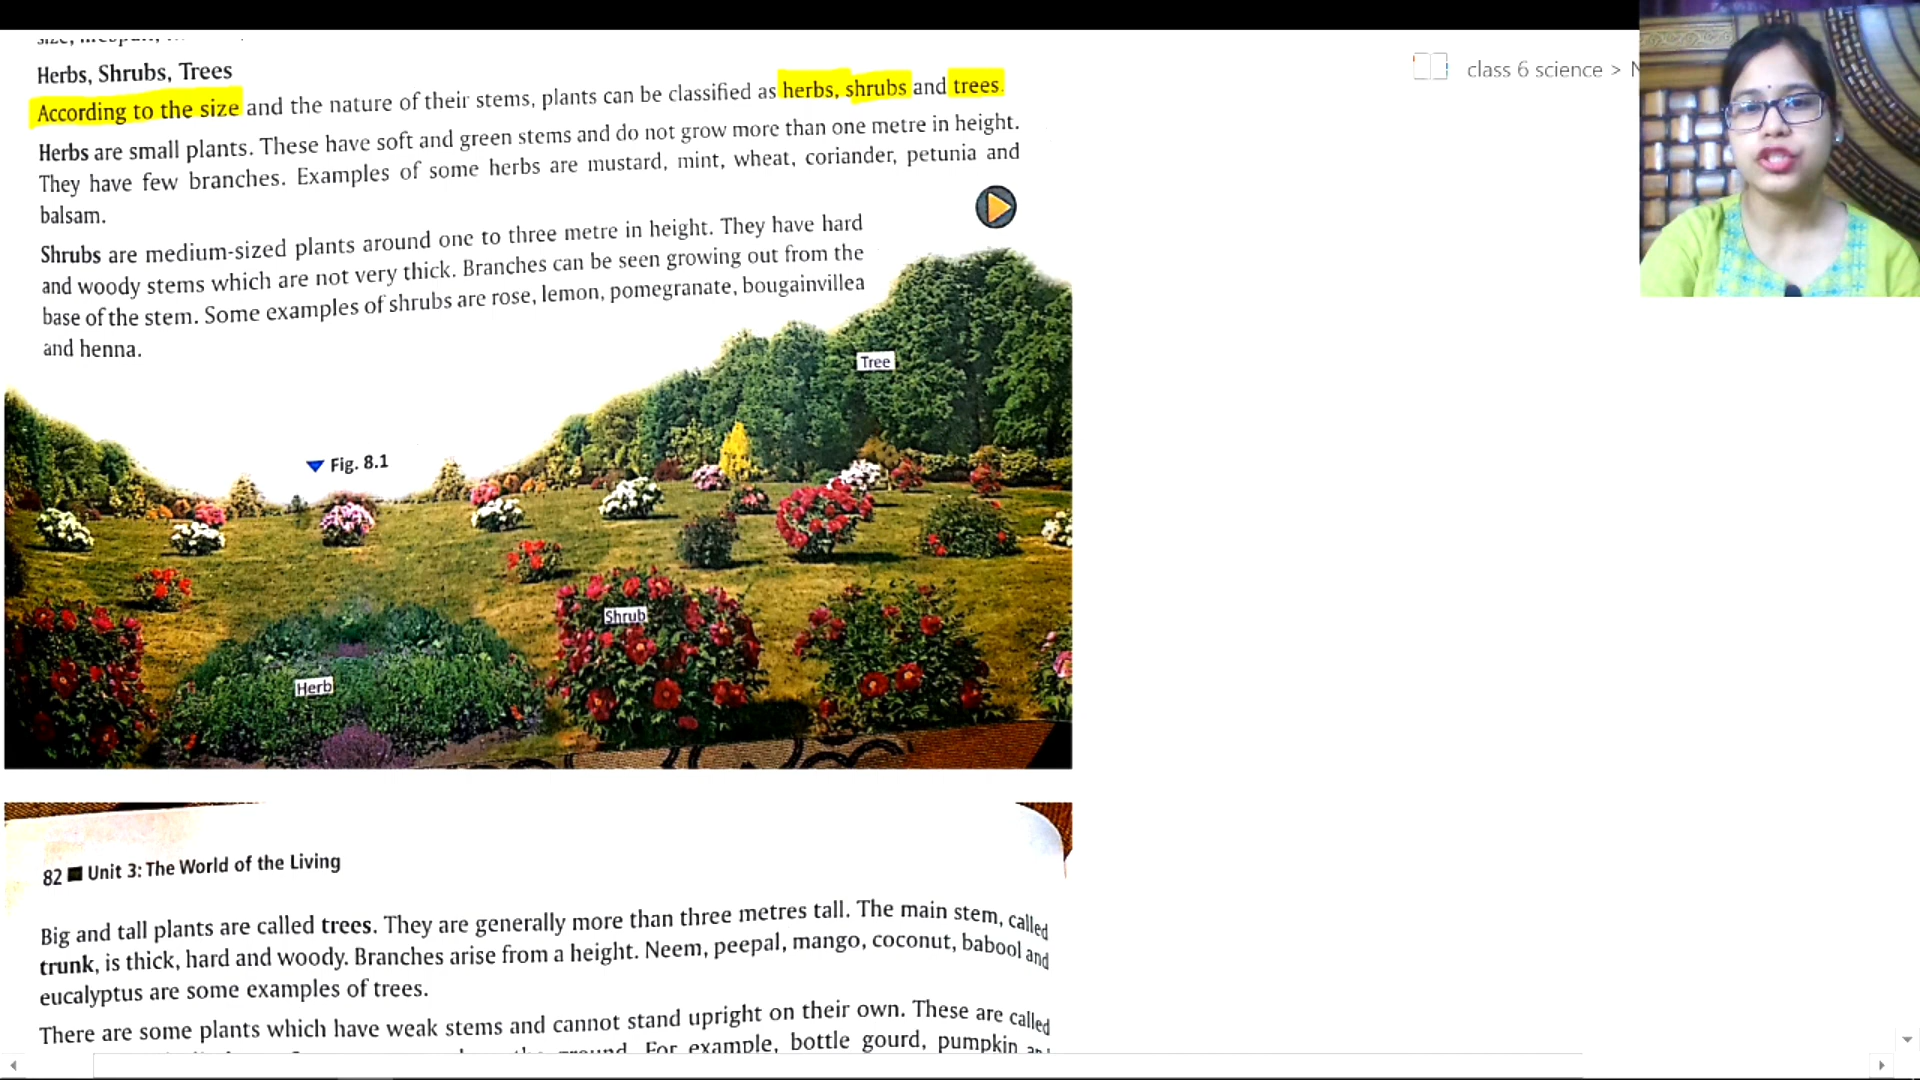 Herbs, Shrubs, Trees
According to the size and the nature of their stems, plants can be classified as herbs, shrubs and trees.
Herbs are small plants. These have soft and green stems and do not grow more than one metre in height.
They have few branches. Examples of some herbs are mustard, mint, wheat, coriander, petunia and
balsam.
Shrubs are medium-sized plants around one to three metre in height. They have hard
and woody stems which are not very thick. Branches can be seen growing out from the
base of the stem. Some examples of shrubs are rose, lemon, pomegranate, bougainvillea
and henna.
Tree
Fig. 8.1
Shrub
Herb
82 Unit 3: The World of the Living
Big and tall plants are called trees. They are generally more than three metres tall. The main stem, called
trunk, is thick, hard and woody. Branches arise from a height. Neem, peepal, mango, coconut, babool and
eucalyptus are some examples of trees.
There are some plants which have weak stems and cannot stand upright on their own. These are called
ground. For example, bottle gourd, pumpkin
class 6 science >